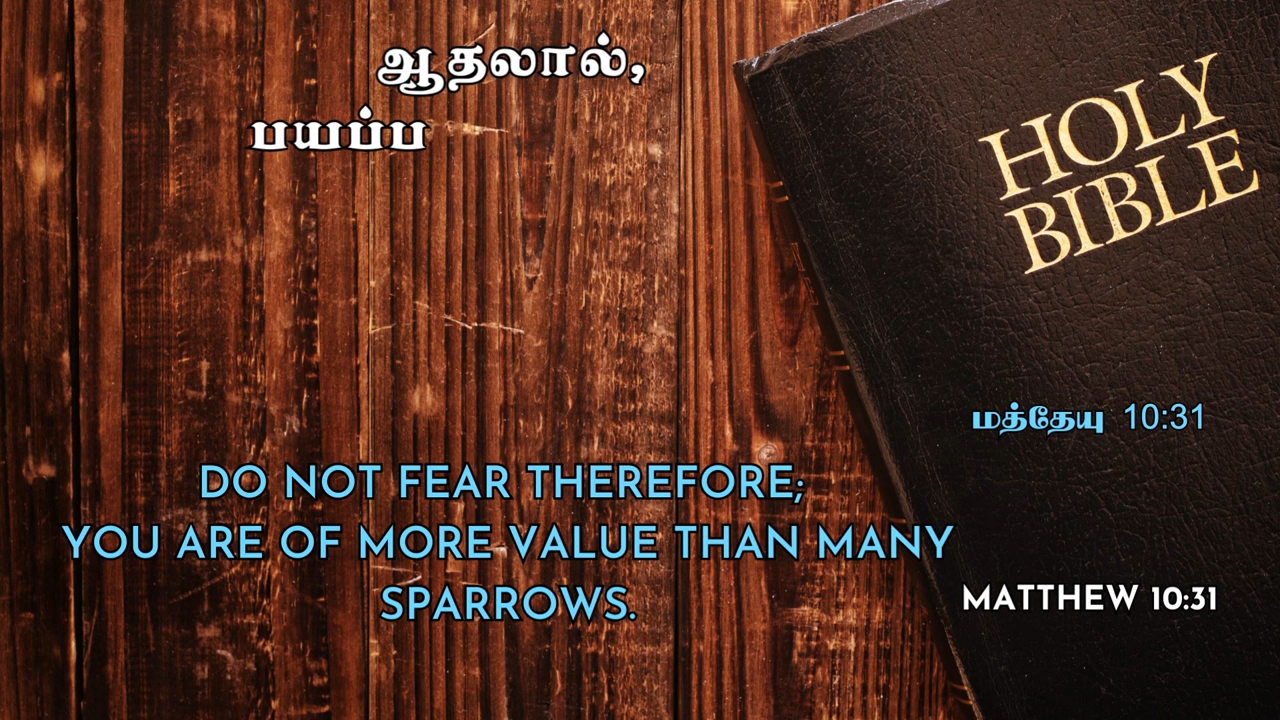 ஆதலால்,
பயப்ப
HOLY
BIBLE
மத்தேயு 10:31
DO NOT FEAR THEREFORE;
YOU ARE OF MORE VALUE THAN MANY
SPARROWS.
MATTHEW 10:31